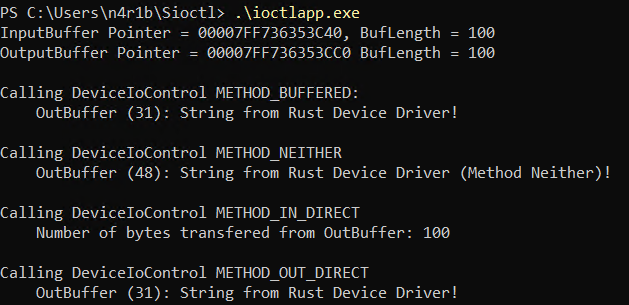 PS C:\Users\n4r1b\Sioctl> .\ioctlapp.exe
InputBuffer Pointer = 00007FF736353C40, BufLength = 100
OutputBuffer Pointer = 00007FF736353CC0 BufLength = 100
Calling DeviceIoControl METHOD_BUFFERED:
OutBuffer (31): String from Rust Device Driver!
Calling DeviceIoControl METHOD_NEITHER
OutBuffer (48): String from Rust Device Driver (Method Neither)!
Calling DeviceIoControl METHOD_IN_DIRECT
Number of bytes transfered from OutBuffer: 100
Calling DeviceIoControl METHOD_OUT_DIRECT
OutBuffer (31): String from Rust Device Driver!